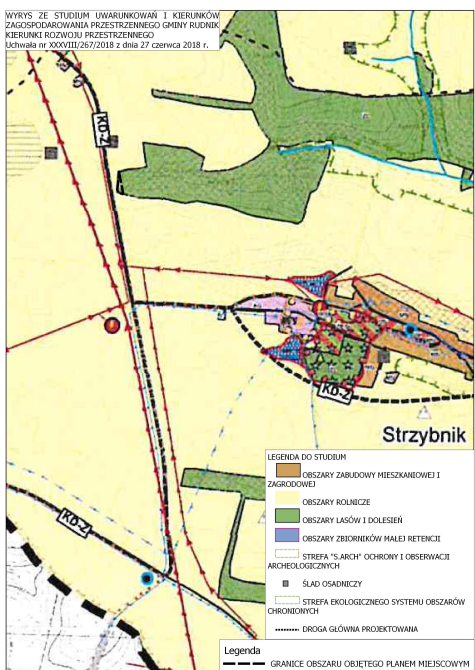 WYRYS ZE STUDIUM UWARUNKOWAŃ I KIERUNKÓW
ZAGOSPODAROWANIA PRZESTRZENNEGO GMINY RUDNIK
KIERUNKI ROZWOJU PRZESTRZENNEGO
Uchwała nr XXXVIII/267/2018 z dnia 27 czerwca 2018 r.
KD-Z
KD-Z
Strzybnik
KD-Z
LEGENDA DO STUDIUM
OBSZARY ZABUDOWY MIESZKANIOWEJ I
ZAGRODOWEJ
OBSZARY ROLNICZE
OBSZARY LASÓW I DOLESIEŃ
OBSZARY ZBIORNIKÓW MAŁEJ RETENCJI
STREFA "S.ARCH" OCHRONY I OBSERWACJI
ARCHEOLOGICZNYCH
ŚLAD OSADNICZY
STREFA EKOLOGICZNEGO SYSTEMU OBSZARÓW
CHRONIONYCH
DROGA GŁÓWNA PROJEKTOWANA
Legenda
GRANICE OBSZARU OBJĘTEGO PLANEM MIEJSCOWYM